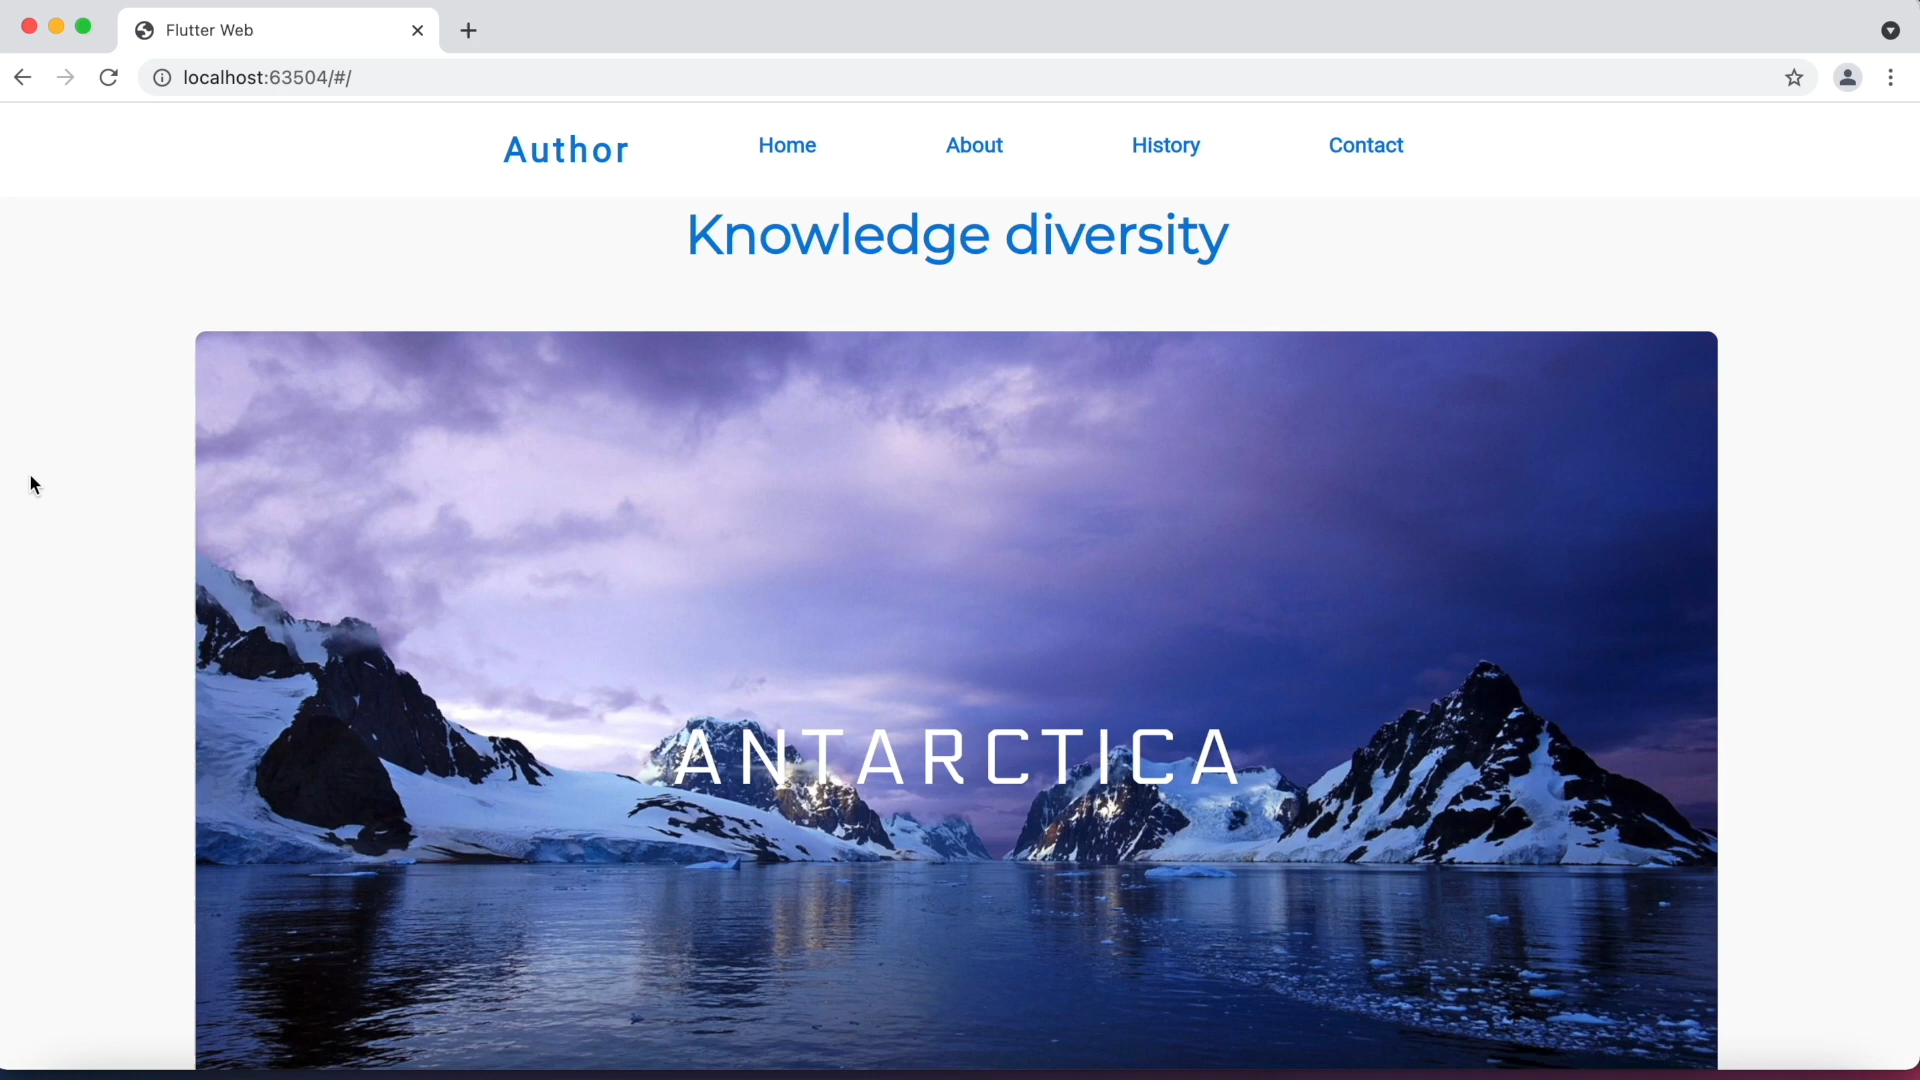 Flutter Web
localhost:63504/#/
Author Home About History Contact
Knowledge diversity
ANTARCTICA